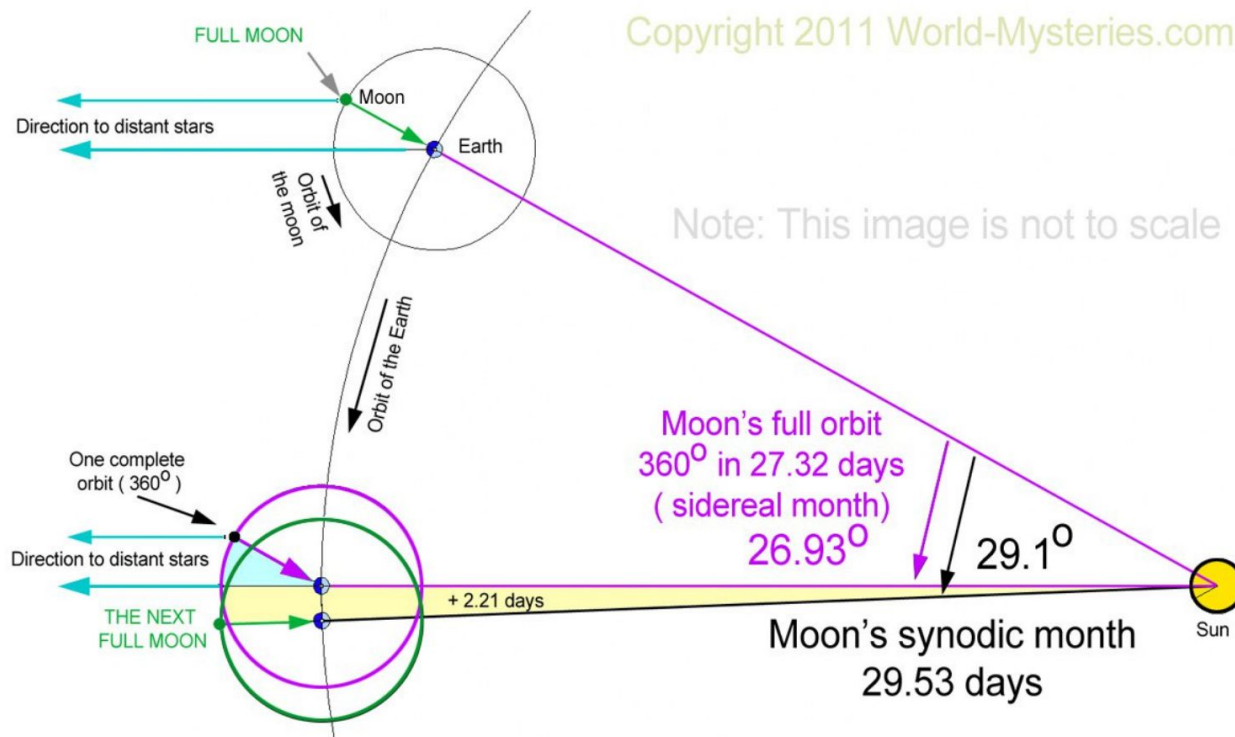 Copyright 2011 World-Mysteries.com
FULL MOON
Moon
Direction to distant stars
Earth
Orbit of
the moon
Note: This image is not to scale
Orbit of the Earth
Moon's full orbit
360° in 27.32 days
( sidereal month)
26.93°
29.1°
One complete
orbit ( 360° )
Direction to distant stars
+ 2.21 days
THE NEXT
FULL MOON
Moon's synodic month
29.53 days
Sun